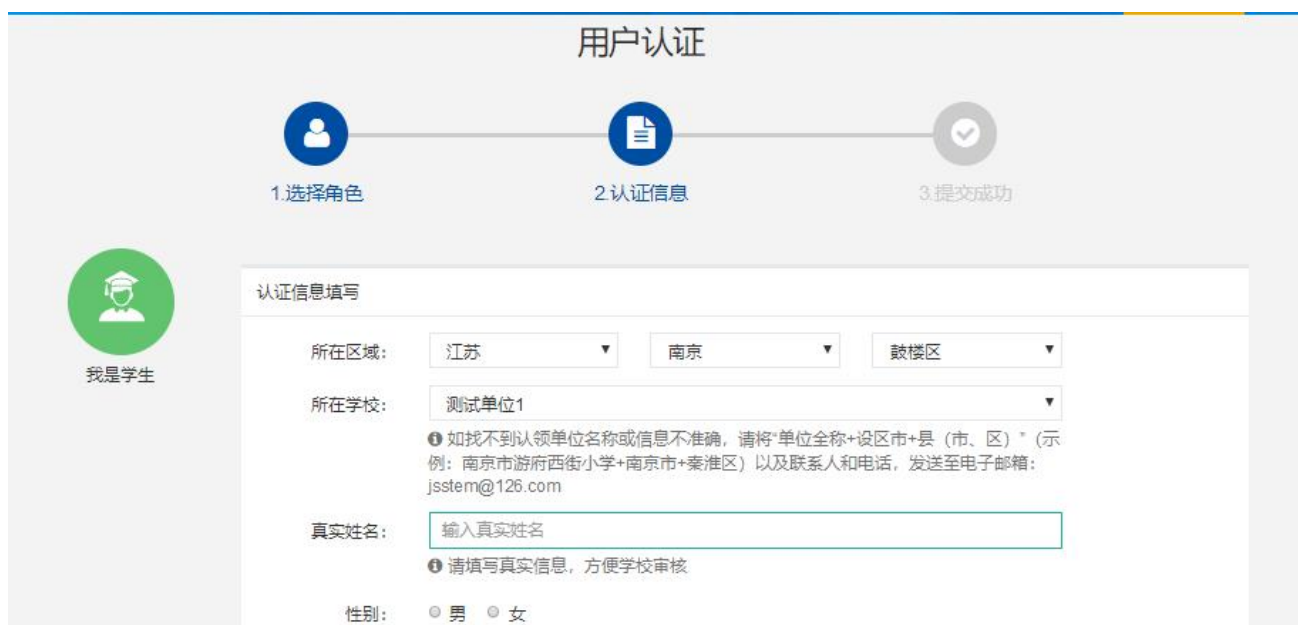 用户认证
1.选择角色 2.认证信息 3.提交成功
我是学生
认证信息填写
所在区域： 江苏 南京 鼓楼区
所在学校： 测试单位1
如找不到认领单位名称或信息不准确，请将“单位全称+设区市+县（市、区）”（示
例：南京市游府西街小学+南京市+秦淮区）以及联系人和电话，发送至电子邮箱：
jsstem@126.com
真实姓名： 输入真实姓名
请填写真实信息，方便学校审核
性别： 男 女